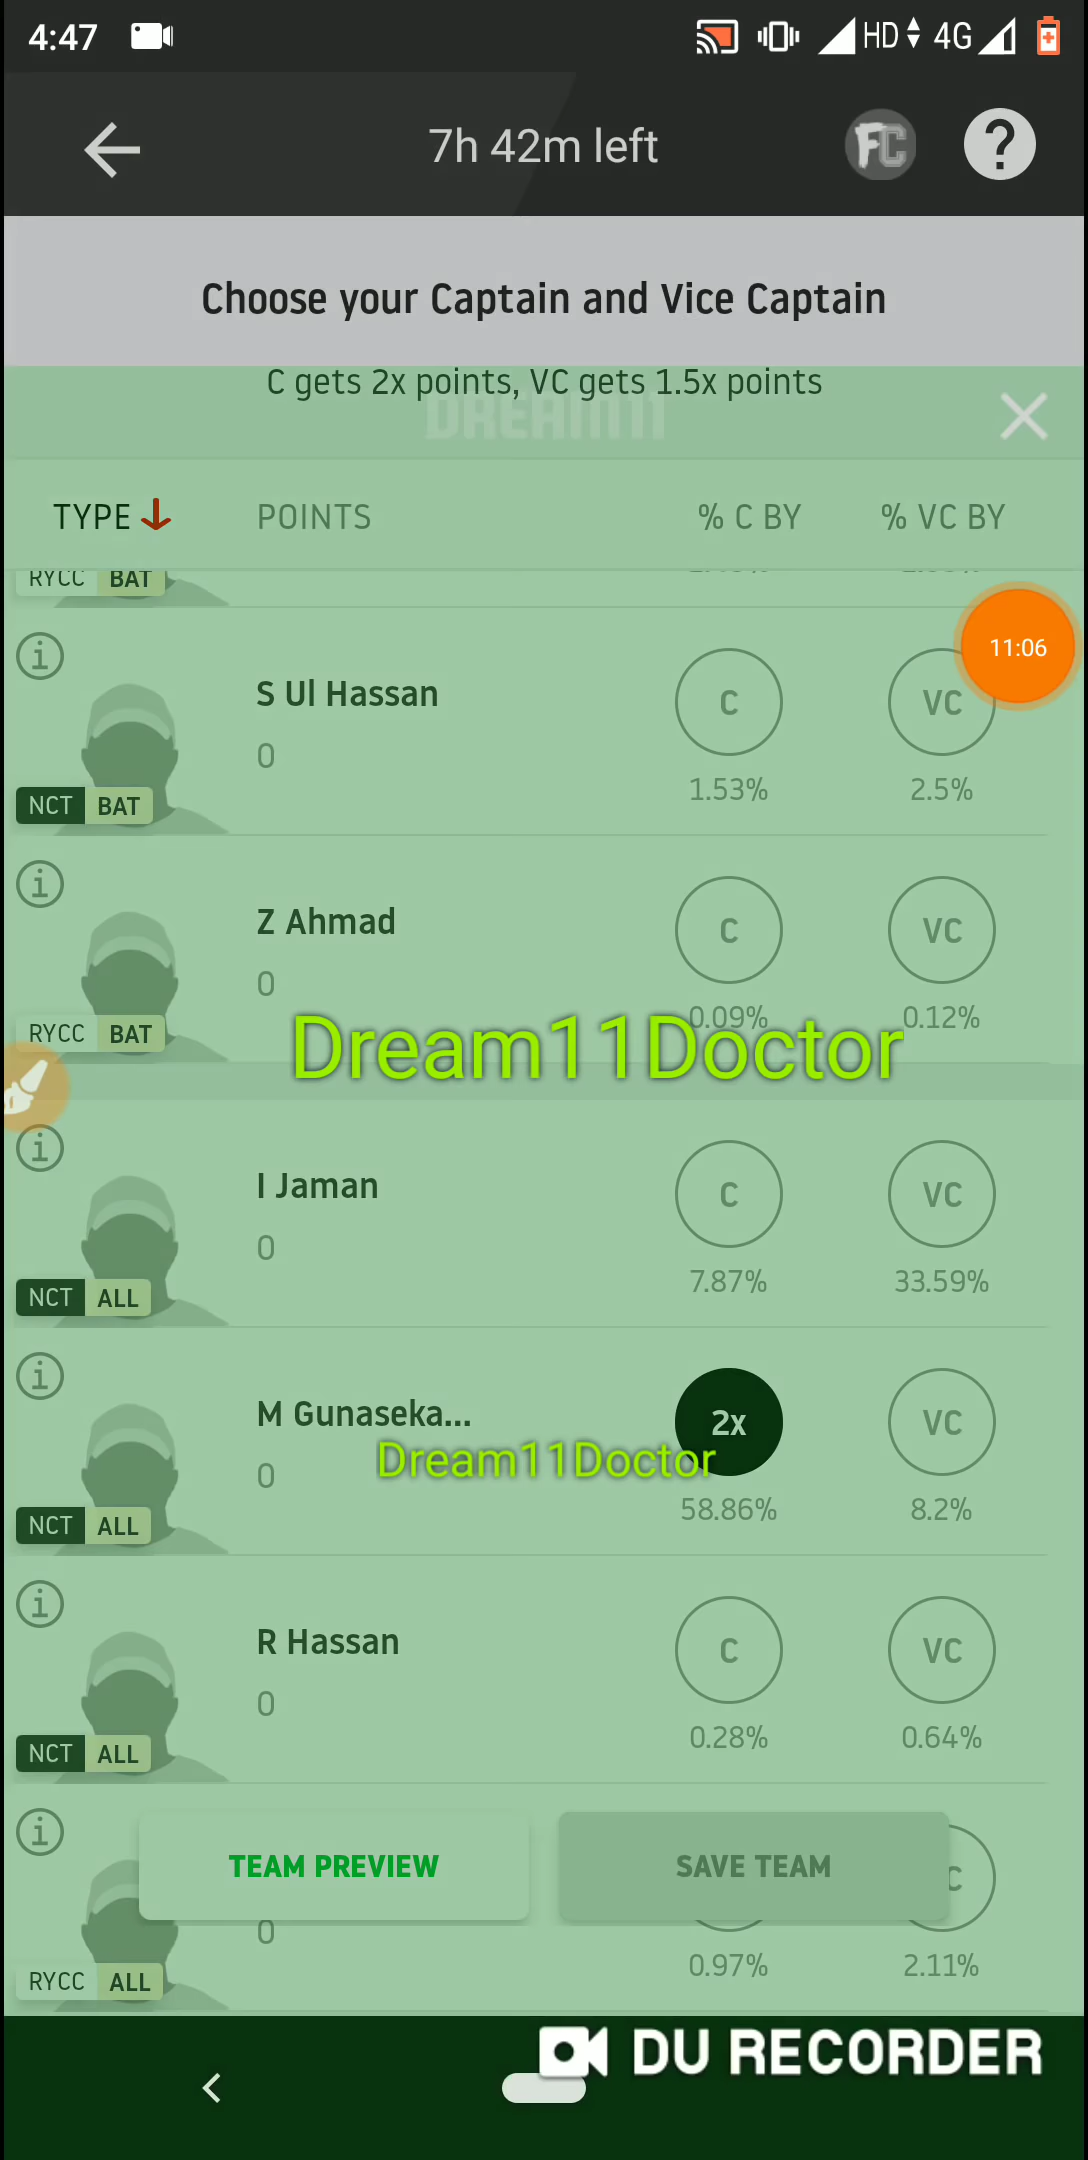 4:47
HD 4G
7h 42m left
FC
?
Choose your Captain and Vice Captain
C gets 2x points, VC gets 1.5x points
DREAM11
TYPE POINTS % C BY % VC BY
RYCC BAT
11:06
S Ul Hassan
C VC
0
1.53% 2.5%
NCT BAT
Z Ahmad
C VC
0
0.09% 0.12%
RYCC BAT
Dream11Doctor
I Jaman
C VC
0
7.87% 33.59%
NCT ALL
M Gunaseka...
2x VC
Dream11Doctor
0
58.86% 8.2%
NCT ALL
R Hassan
C VC
0
0.28% 0.64%
NCT ALL
TEAM PREVIEW SAVE TEAM
C
0
0.97% 2.11%
RYCC ALL
DU RECORDER